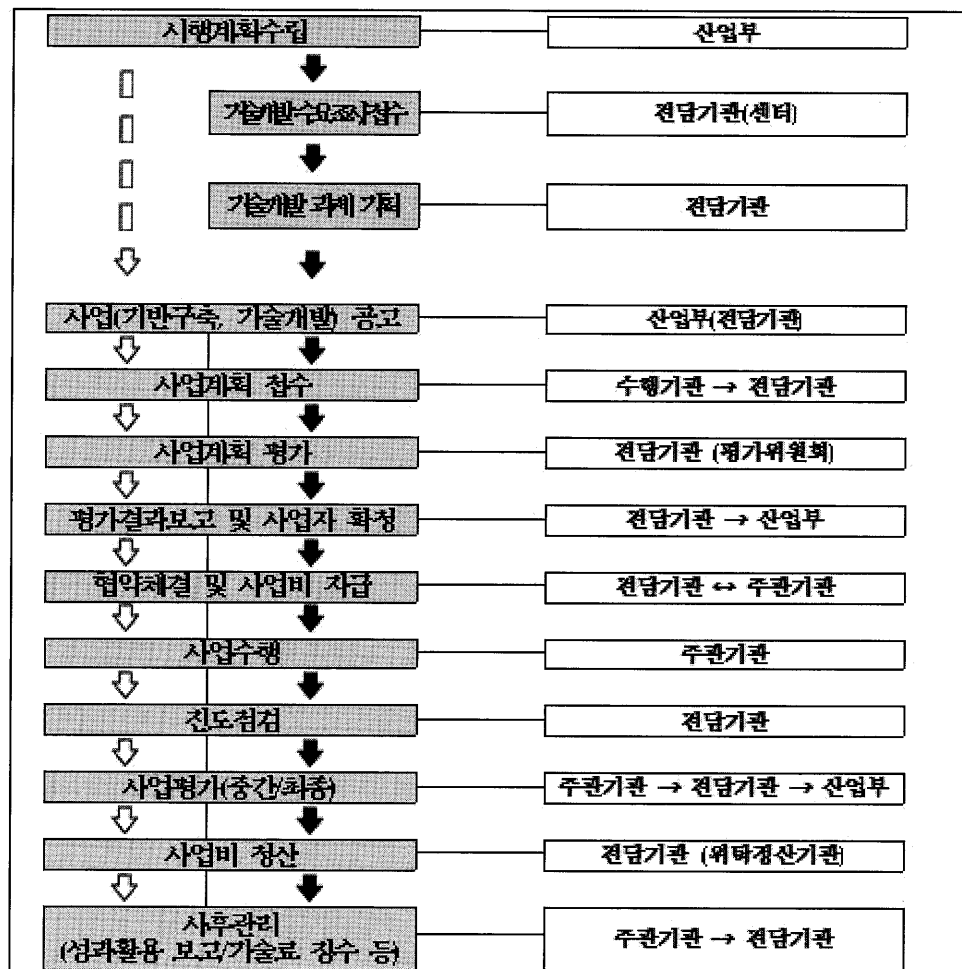 시행계획수립
산업부
기술개발수요조사/접수
전담기관(센터)
기술개발 과제 기획
전담기관
사업(기반구축, 기술개발) 공고
산업부(전담기관)
사업계획 접수
수행기관 → 전담기관
사업계획 평가
전담기관 (평가위원회)
평가결과보고 및 사업자 확정
전담기관 → 산업부
협약체결 및 사업비 지급
전담기관 ↔ 주관기관
사업수행
주관기관
진도점검
전담기관
사업평가(중간/최종)
주관기관 → 전담기관 → 산업부
사업비 정산
전담기관 (위탁정산기관)
사후관리
(성과활용 보고/기술료 징수 등)
주관기관 → 전담기관